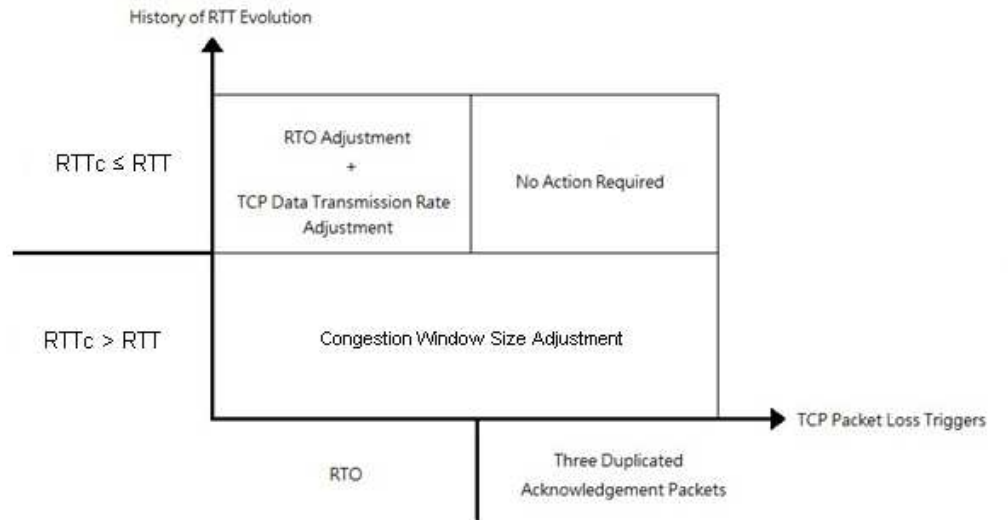 History of RTT Evolution
RTTc ≤ RTT
RTO Adjustment
+
TCP Data Transmission Rate
Adjustment
No Action Required
RTTc > RTT
Congestion Window Size Adjustment
TCP Packet Loss Triggers
RTO
Three Duplicated
Acknowledgement Packets